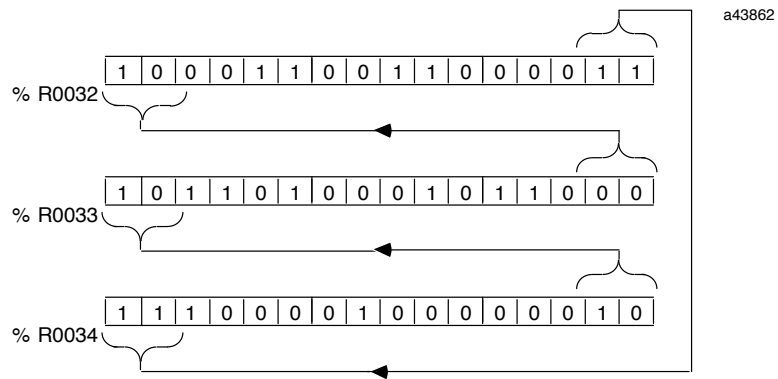 a43862
1 0 0 0 1 1 0 0 1 1 0 0 0 0 1 1
% R0032
1 0 1 1 0 1 0 0 0 1 0 1 1 0 0 0
% R0033
1 1 1 0 0 0 0 1 0 0 0 0 0 0 1 0
% R0034